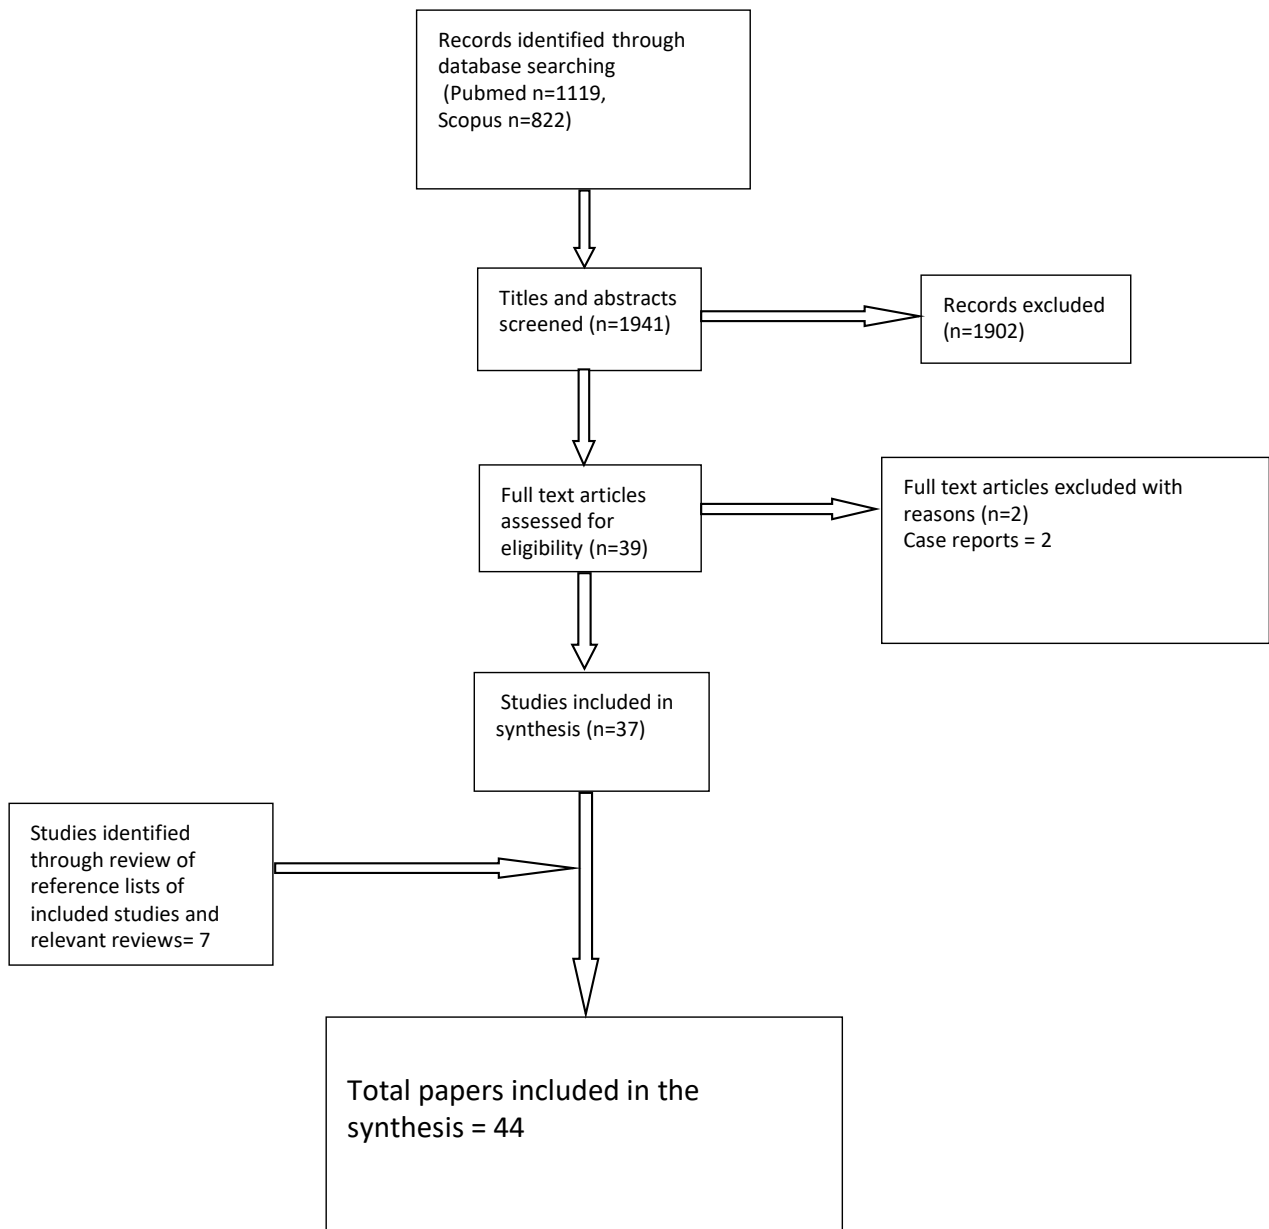 Records identified through
database searching
(Pubmed n=1119,
Scopus n=822)
Titles and abstracts
screened (n=1941)
Records excluded
(n=1902)
Full text articles
assessed for
eligibility (n=39)
Full text articles excluded with
reasons (n=2)
Case reports = 2
Studies included in
synthesis (n=37)
Studies identified
through review of
reference lists of
included studies and
relevant reviews= 7
Total papers included in the
synthesis = 44